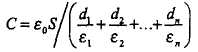 C = ε₀S/(d₁/ε₁ + d₂/ε₂ + ... + dₙ/εₙ)